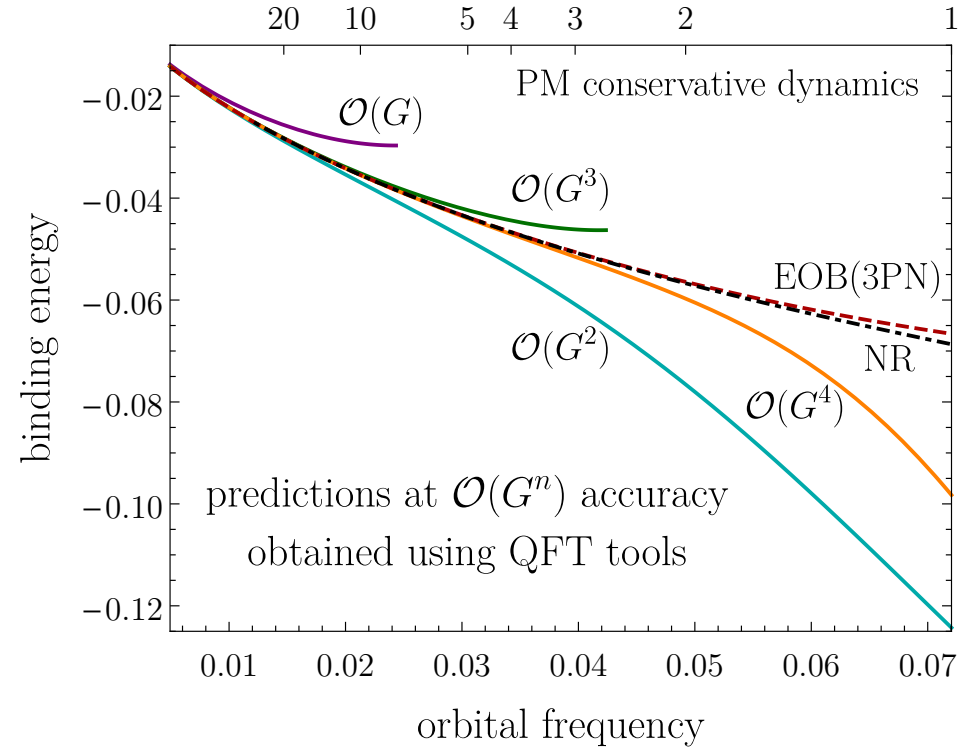 20 10 5 4 3 2 1
PM conservative dynamics
−0.02
O(G)
O(G³)
−0.04
EOB(3PN)
−0.06
O(G²)
NR
−0.08
O(G⁴)
predictions at O(Gⁿ) accuracy
−0.10
obtained using QFT tools
−0.12
binding energy
0.01 0.02 0.03 0.04 0.05 0.06 0.07
orbital frequency